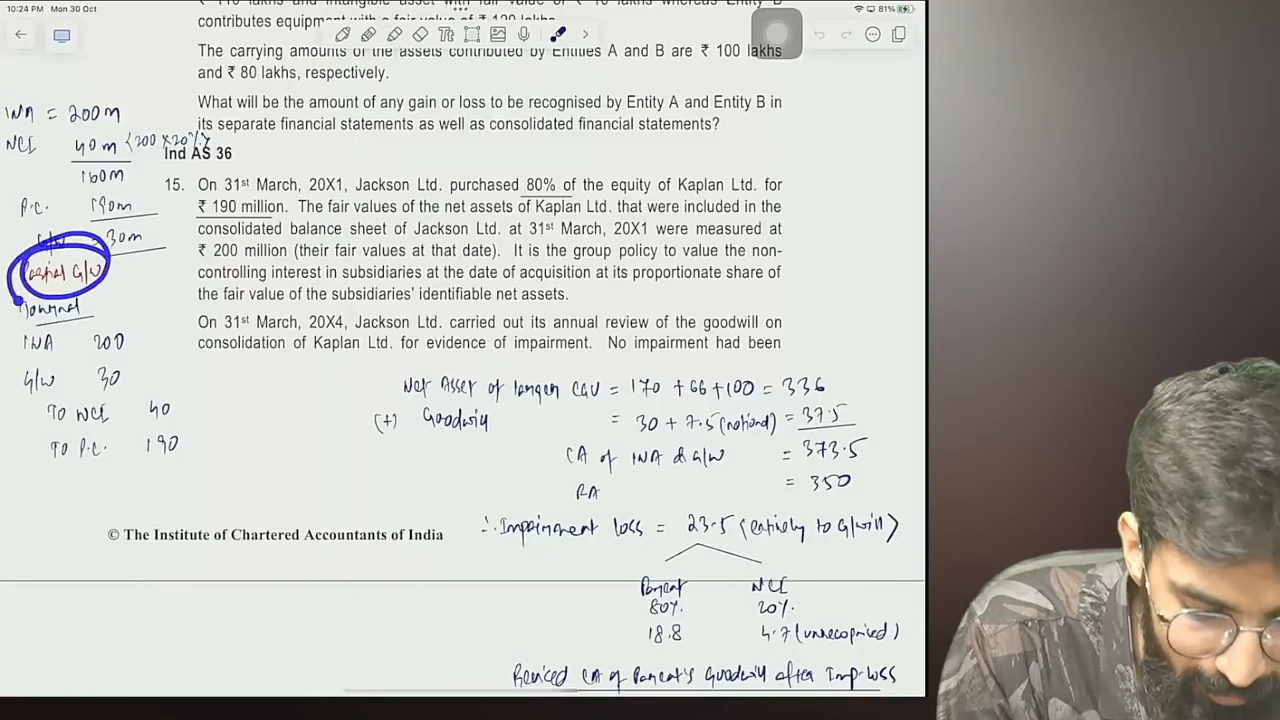 10:24 PM Mon 30 Oct
81%
contributes equipment with a fair value of ₹ 120 lakhs.
The carrying amounts of the assets contributed by Entities A and B are ₹ 100 lakhs
and ₹ 80 lakhs, respectively.
What will be the amount of any gain or loss to be recognised by Entity A and Entity B in
its separate financial statements as well as consolidated financial statements?
INA = 200m
NCI 40m (200 x 20%)
160m
P.C. 190m
G/W 30m
Partial G/W
Journal
INA 200
G/W 30
To NCI 40
To P.C. 190
Ind AS 36
15. On 31st March, 20X1, Jackson Ltd. purchased 80% of the equity of Kaplan Ltd. for
₹ 190 million. The fair values of the net assets of Kaplan Ltd. that were included in the
consolidated balance sheet of Jackson Ltd. at 31st March, 20X1 were measured at
₹ 200 million (their fair values at that date). It is the group policy to value the non-
controlling interest in subsidiaries at the date of acquisition at its proportionate share of
the fair value of the subsidiaries' identifiable net assets.
On 31st March, 20X4, Jackson Ltd. carried out its annual review of the goodwill on
consolidation of Kaplan Ltd. for evidence of impairment. No impairment had been
Net Asset of larger CGU = 170 + 66 + 100 = 336
(+) Goodwill = 30 + 7.5 (notional) = 37.5
CA of INA & G/W = 373.5
RA = 350
∴ Impairment loss = 23.5 (entirely to G/will)
Parent NCI
80% 20%
18.8 4.7 (unrecognised)
Revised CA of Parent's Goodwill after Imp. loss
© The Institute of Chartered Accountants of India